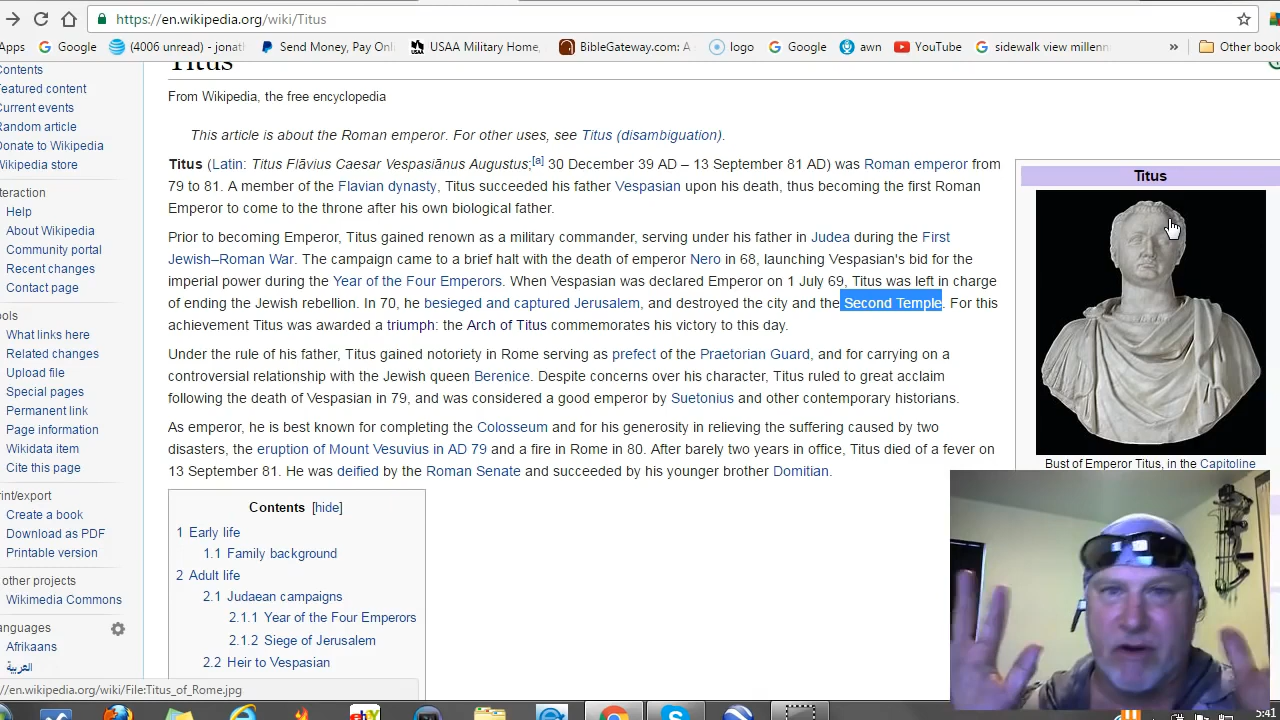 https://en.wikipedia.org/wiki/Titus
Apps Google (4006 unread) - jonat Pay Send Money, Pay Onli USAA Military Home, BibleGateway.com: A logo Google awn YouTube sidewalk view millenn » Other book
Titus
From Wikipedia, the free encyclopedia
This article is about the Roman emperor. For other uses, see Titus (disambiguation).
Titus (Latin: Titus Flāvius Caesar Vespasiānus Augustus;[a] 30 December 39 AD – 13 September 81 AD) was Roman emperor from
79 to 81. A member of the Flavian dynasty, Titus succeeded his father Vespasian upon his death, thus becoming the first Roman
Emperor to come to the throne after his own biological father.
Prior to becoming Emperor, Titus gained renown as a military commander, serving under his father in Judea during the First
Jewish–Roman War. The campaign came to a brief halt with the death of emperor Nero in 68, launching Vespasian's bid for the
imperial power during the Year of the Four Emperors. When Vespasian was declared Emperor on 1 July 69, Titus was left in charge
of ending the Jewish rebellion. In 70, he besieged and captured Jerusalem, and destroyed the city and the Second Temple. For this
achievement Titus was awarded a triumph: the Arch of Titus commemorates his victory to this day.
Under the rule of his father, Titus gained notoriety in Rome serving as prefect of the Praetorian Guard, and for carrying on a
controversial relationship with the Jewish queen Berenice. Despite concerns over his character, Titus ruled to great acclaim
following the death of Vespasian in 79, and was considered a good emperor by Suetonius and other contemporary historians.
As emperor, he is best known for completing the Colosseum and for his generosity in relieving the suffering caused by two
disasters, the eruption of Mount Vesuvius in AD 79 and a fire in Rome in 80. After barely two years in office, Titus died of a fever on
13 September 81. He was deified by the Roman Senate and succeeded by his younger brother Domitian.
Contents [hide]
1 Early life
1.1 Family background
2 Adult life
2.1 Judaean campaigns
2.1.1 Year of the Four Emperors
2.1.2 Siege of Jerusalem
2.2 Heir to Vespasian
Titus
Bust of Emperor Titus, in the Capitoline
Contents
eatured content
Current events
Random article
Donate to Wikipedia
Wikipedia store
nteraction
Help
About Wikipedia
Community portal
Recent changes
Contact page
ools
What links here
Related changes
Upload file
Special pages
Permanent link
Page information
Wikidata item
Cite this page
rint/export
Create a book
Download as PDF
Printable version
other projects
Wikimedia Commons
anguages
Afrikaans
العربية
//en.wikipedia.org/wiki/File:Titus_of_Rome.jpg
ebY
5:41